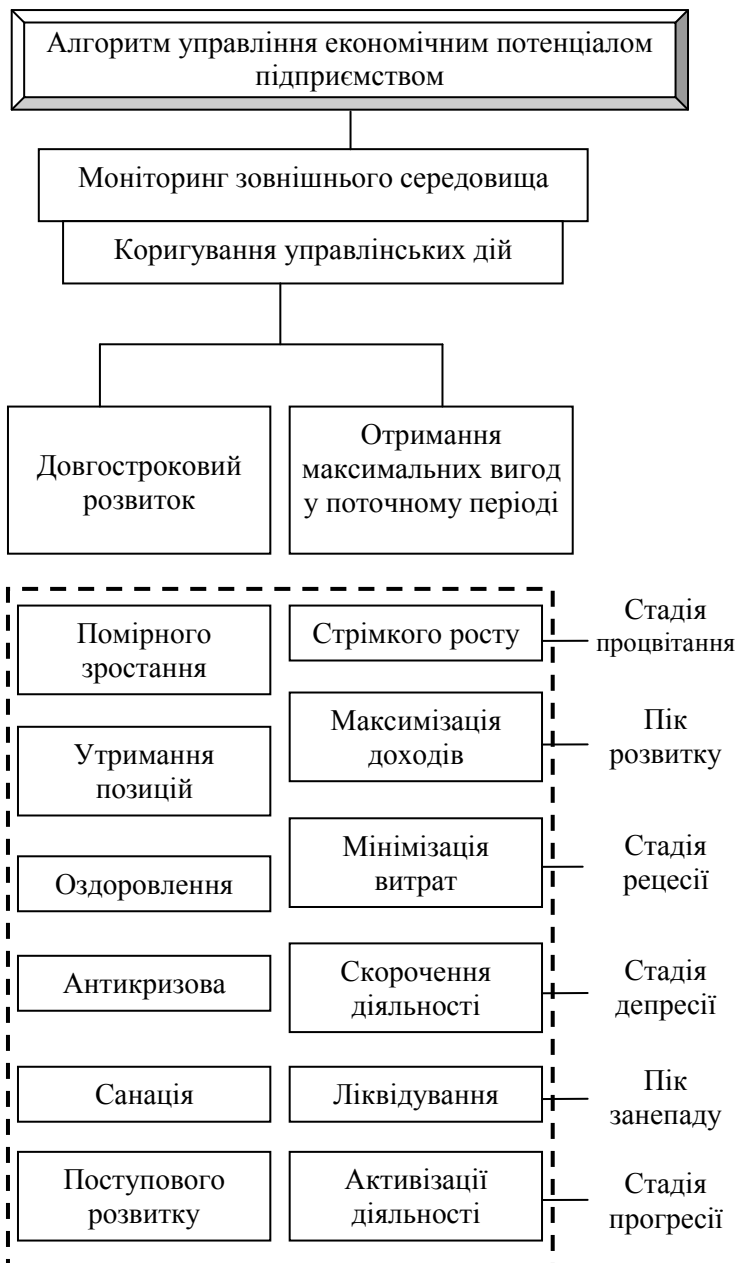 Алгоритм управління економічним потенціалом
підприємством
Моніторинг зовнішнього середовища
Коригування управлінських дій
Довгостроковий
розвиток
Отримання
максимальних вигод
у поточному періоді
Помірного
зростання
Стрімкого росту
Стадія
процвітання
Утримання
позицій
Максимізація
доходів
Пік
розвитку
Оздоровлення
Мінімізація
витрат
Стадія
рецесії
Антикризова
Скорочення
діяльності
Стадія
депресії
Санація
Ліквідування
Пік
занепаду
Поступового
розвитку
Активізації
діяльності
Стадія
прогресії